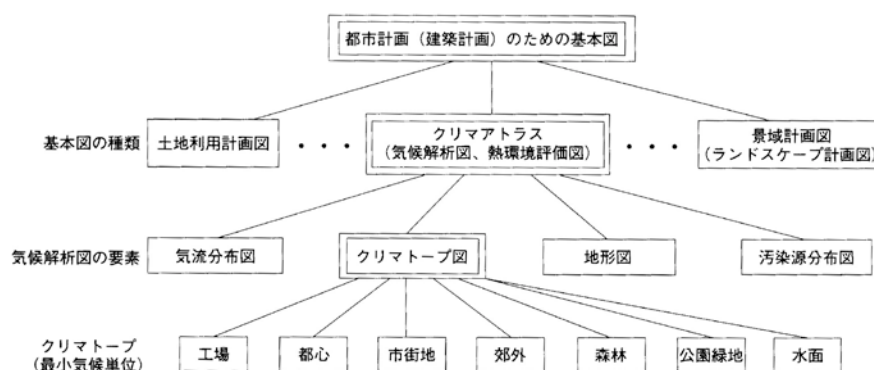 都市計画(建築計画)のための基本図
基本図の種類
土地利用計画図
・・・
クリマアトラス
(気候解析図、熱環境評価図)
・・・
景域計画図
(ランドスケープ計画図)
気候解析図の要素
気流分布図
クリマトープ図
地形図
汚染源分布図
クリマトープ
(最小気候単位)
工場
都心
市街地
郊外
森林
公園緑地
水面